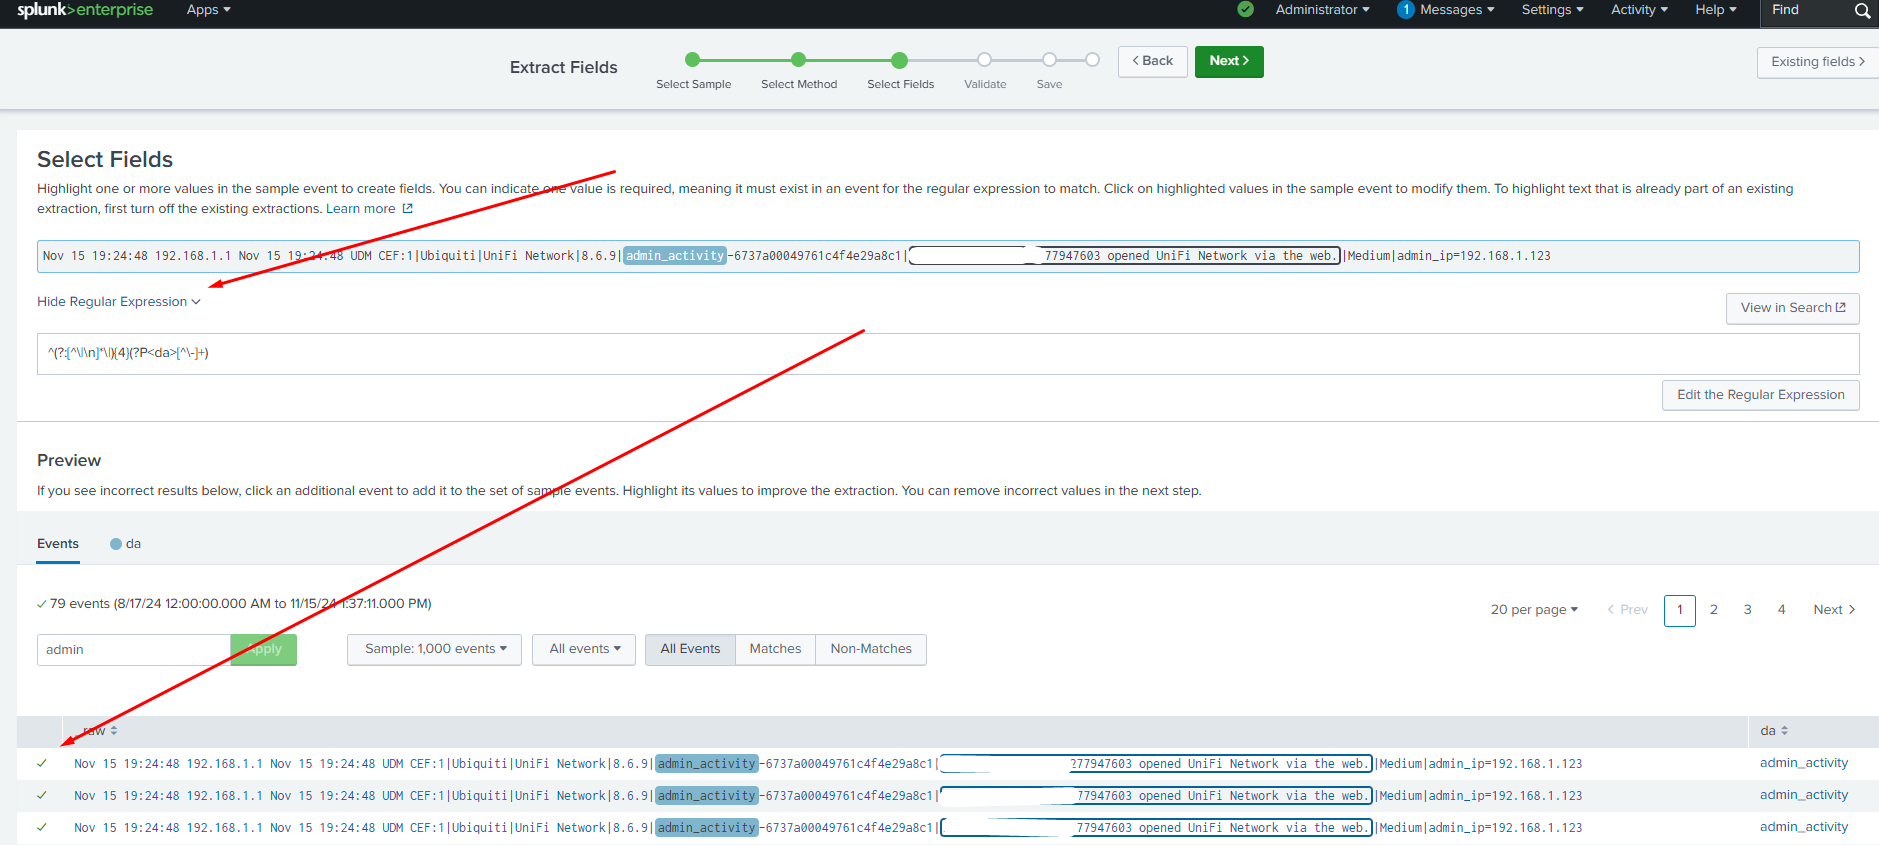 splunk>enterprise Apps Administrator 1 Messages Settings Activity Help Find
Extract Fields
Select Sample Select Method Select Fields Validate Save
< Back Next > Existing fields >
Select Fields
Highlight one or more values in the sample event to create fields. You can indicate one value is required, meaning it must exist in an event for the regular expression to match. Click on highlighted values in the sample event to modify them. To highlight text that is already part of an existing
extraction, first turn off the existing extractions. Learn more
Nov 15 19:24:48 192.168.1.1 Nov 15 19:24:48 UDM CEF:1|Ubiquiti|UniFi Network|8.6.9|admin_activity-6737a00049761c4f4e29a8c1| 77947603 opened UniFi Network via the web.|Medium|admin_ip=192.168.1.123
Hide Regular Expression
View in Search
^(?:[^\|\n]*\|){4}(?P<da>[^\-]+)
Edit the Regular Expression
Preview
If you see incorrect results below, click an additional event to add it to the set of sample events. Highlight its values to improve the extraction. You can remove incorrect values in the next step.
Events da
79 events (8/17/24 12:00:00.000 AM to 11/15/24 1:37:11.000 PM)
20 per page < Prev 1 2 3 4 Next >
admin Apply Sample: 1,000 events All events All Events Matches Non-Matches
_raw da
Nov 15 19:24:48 192.168.1.1 Nov 15 19:24:48 UDM CEF:1|Ubiquiti|UniFi Network|8.6.9|admin_activity-6737a00049761c4f4e29a8c1| 277947603 opened UniFi Network via the web.|Medium|admin_ip=192.168.1.123 admin_activity
Nov 15 19:24:48 192.168.1.1 Nov 15 19:24:48 UDM CEF:1|Ubiquiti|UniFi Network|8.6.9|admin_activity-6737a00049761c4f4e29a8c1| 77947603 opened UniFi Network via the web.|Medium|admin_ip=192.168.1.123 admin_activity
Nov 15 19:24:48 192.168.1.1 Nov 15 19:24:48 UDM CEF:1|Ubiquiti|UniFi Network|8.6.9|admin_activity-6737a00049761c4f4e29a8c1| 77947603 opened UniFi Network via the web.|Medium|admin_ip=192.168.1.123 admin_activity